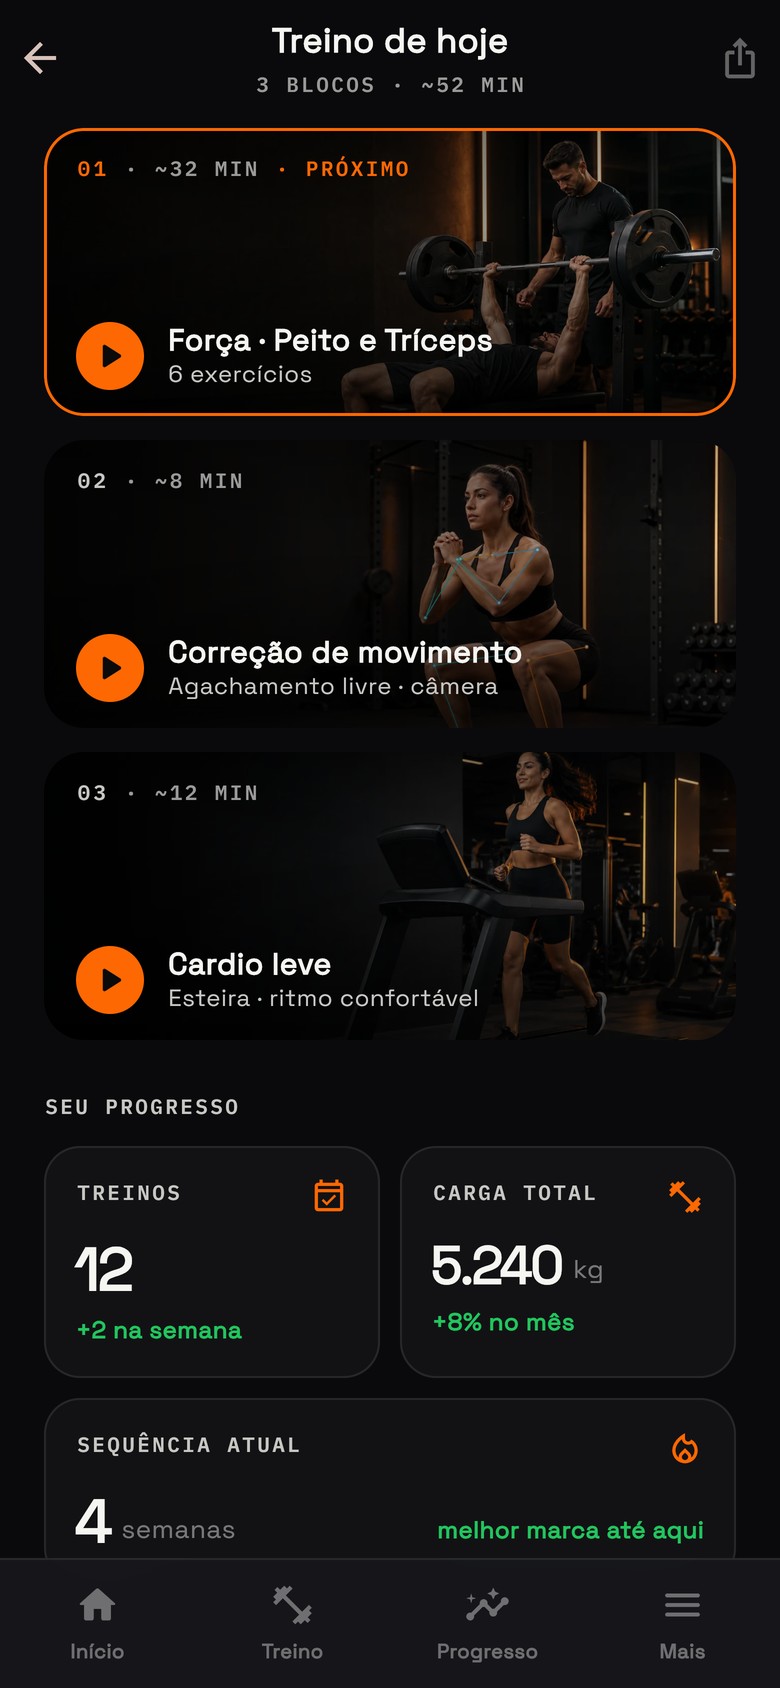 Treino de hoje
3 BLOCOS · ~52 MIN
01 · ~32 MIN · PRÓXIMO
Força · Peito e Tríceps
6 exercícios
02 · ~8 MIN
Correção de movimento
Agachamento livre · câmera
03 · ~12 MIN
Cardio leve
Esteira · ritmo confortável
SEU PROGRESSO
TREINOS
12
+2 na semana
CARGA TOTAL
5.240 kg
+8% no mês
SEQUÊNCIA ATUAL
4 semanas
melhor marca até aqui
Início
Treino
Progresso
Mais